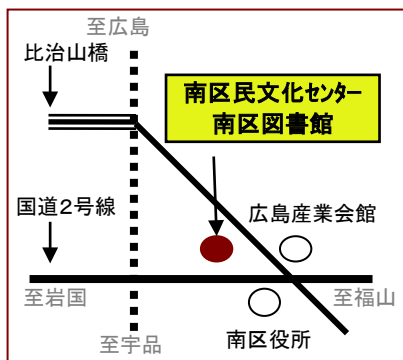 至広島
比治山橋
南区民文化センター
南区図書館
国道2号線
広島産業会館
至岩国
至福山
南区役所
至宇品